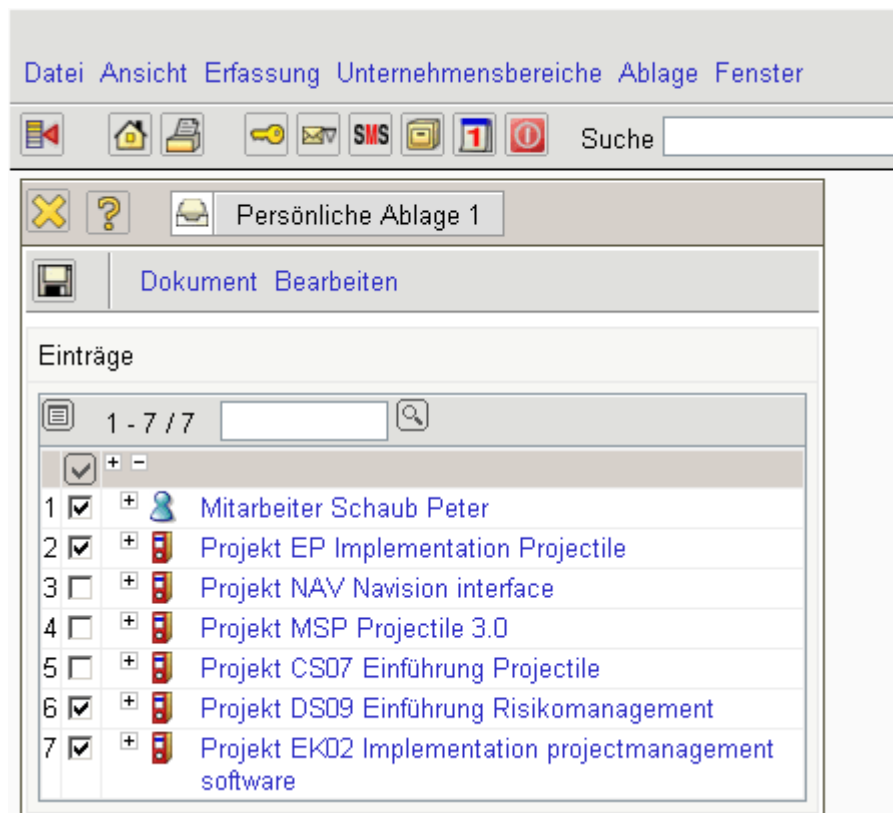 Datei Ansicht Erfassung Unternehmensbereiche Ablage Fenster
SMS 1 Suche
Persönliche Ablage 1
Dokument Bearbeiten
Einträge
1 - 7 / 7
1 Mitarbeiter Schaub Peter
2 Projekt EP Implementation Projectile
3 Projekt NAV Navision interface
4 Projekt MSP Projectile 3.0
5 Projekt CS07 Einführung Projectile
6 Projekt DS09 Einführung Risikomanagement
7 Projekt EK02 Implementation projectmanagement
software